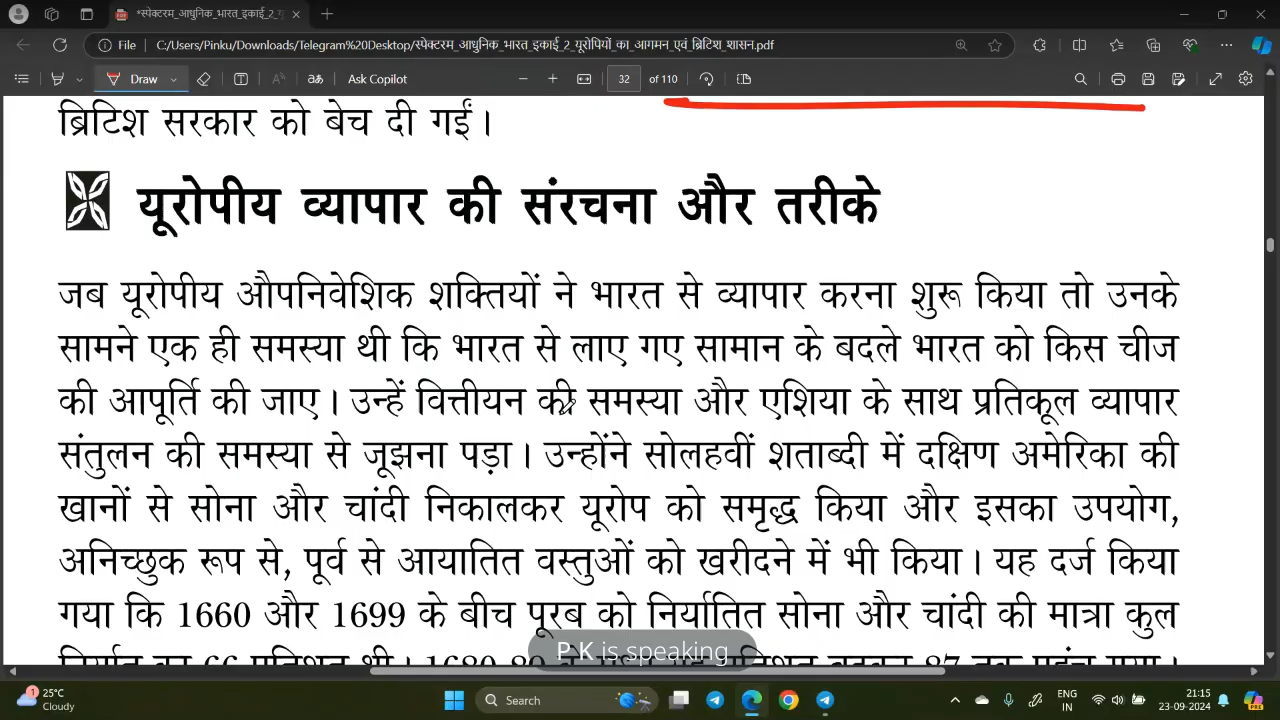 *स्पेक्टरम_आधुनिक_भारत_इकाई_2_यू
File C:/Users/Pinku/Downloads/Telegram%20Desktop/स्पेक्टरम_आधुनिक_भारत_इकाई_2_यूरोपियों_का_आगमन_एवं_ब्रिटिश_शासन.pdf
Draw Ask Copilot 32 of 110
ब्रिटिश सरकार को बेच दी गईं।
यूरोपीय व्यापार की संरचना और तरीके
जब यूरोपीय औपनिवेशिक शक्तियों ने भारत से व्यापार करना शुरू किया तो उनके
सामने एक ही समस्या थी कि भारत से लाए गए सामान के बदले भारत को किस चीज
की आपूर्ति की जाए। उन्हें वित्तीयन की समस्या और एशिया के साथ प्रतिकूल व्यापार
संतुलन की समस्या से जूझना पड़ा। उन्होंने सोलहवीं शताब्दी में दक्षिण अमेरिका की
खानों से सोना और चांदी निकालकर यूरोप को समृद्ध किया और इसका उपयोग,
अनिच्छुक रूप से, पूर्व से आयातित वस्तुओं को खरीदने में भी किया। यह दर्ज किया
गया कि 1660 और 1699 के बीच पूरब को निर्यातित सोना और चांदी की मात्रा कुल
P K is speaking
25°C
Cloudy
Search
ENG
IN
21:15
23-09-2024